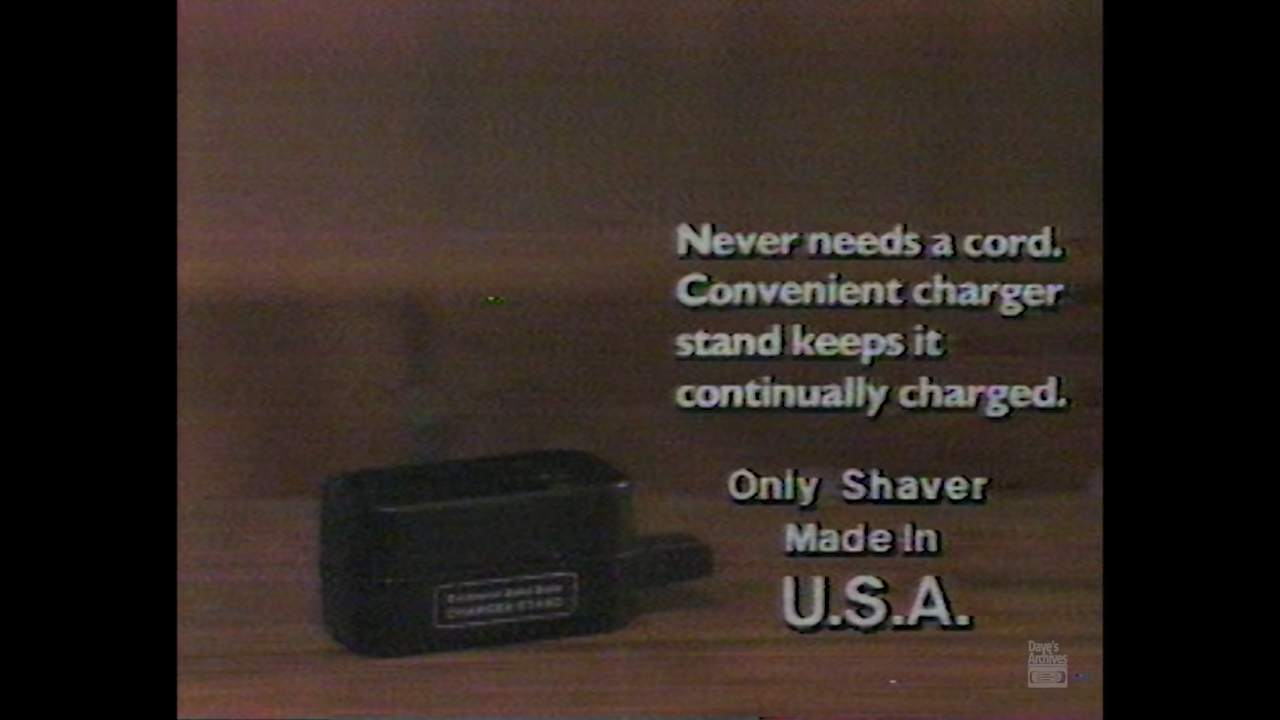 Never needs a cord.
Convenient charger
stand keeps it
continually charged.
Only Shaver
Made In
U.S.A.
CHARGER STAND
Dave's
Archives